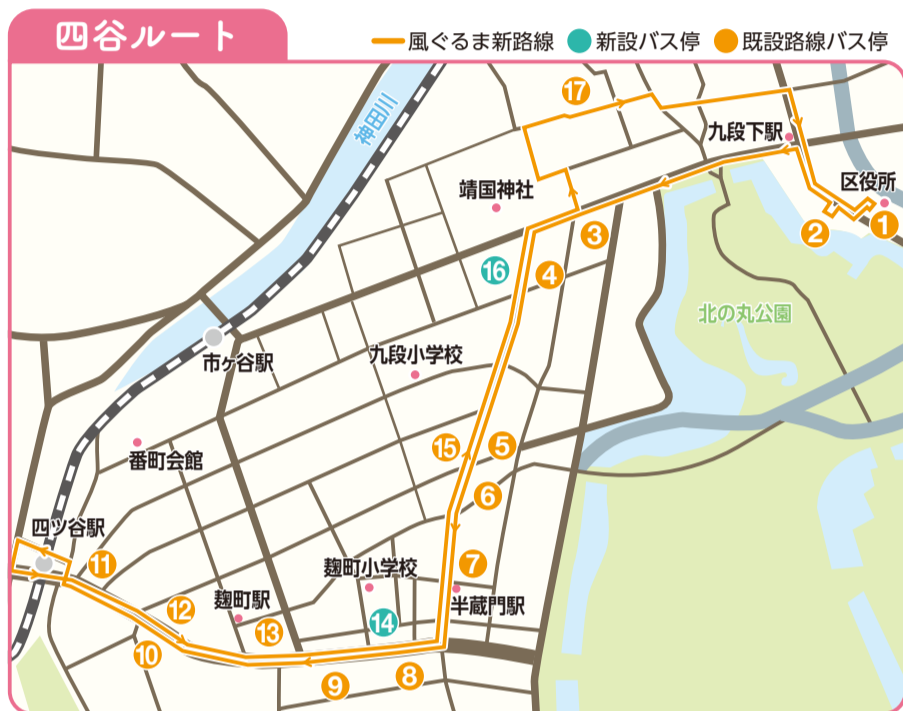 四谷ルート
風ぐるま新路線 新設バス停 既設路線バス停
神田川
⑰
九段下駅
区役所
靖国神社
①
②
③
⑯
④
北の丸公園
市ヶ谷駅
九段小学校
番町会館
⑮
⑤
⑥
四ツ谷駅
⑪
麹町小学校
⑦
半蔵門駅
⑫
麹町駅
⑬
⑭
⑩
⑨
⑧